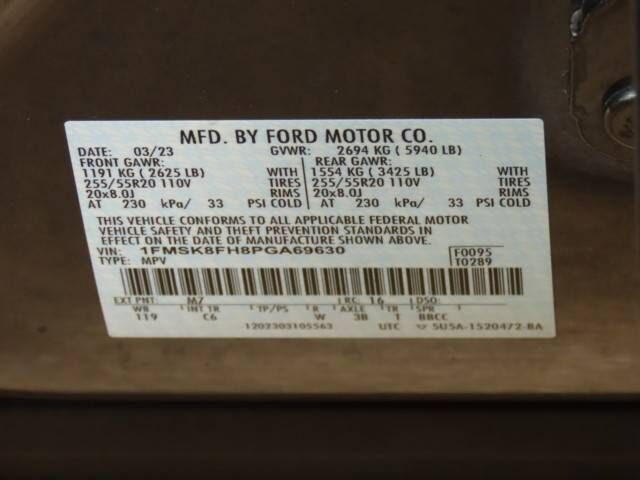 MFD. BY FORD MOTOR CO.
DATE: 03/23 GVWR: 2694 KG ( 5940 LB)
FRONT GAWR: REAR GAWR:
1191 KG ( 2625 LB) WITH 1554 KG ( 3425 LB) WITH
255/55R20 110V TIRES 255/55R20 110V TIRES
20x8.0J RIMS 20x8.0J RIMS
AT 230 kPa/ 33 PSI COLD AT 230 kPa/ 33 PSI COLD
THIS VEHICLE CONFORMS TO ALL APPLICABLE FEDERAL MOTOR
VEHICLE SAFETY AND THEFT PREVENTION STANDARDS IN
EFFECT ON THE DATE OF MANUFACTURE SHOWN ABOVE.
VIN: 1FMSK8FH8PGA69630 F0095
TYPE: MPV T0289
EXT PNT: M7 RC: 16 DSO:
WB INT TR TP/PS R AXLE TR SPR
119 C6 W 3B T BBCC
1202303105563 UTC 5U5A-1520472-BA